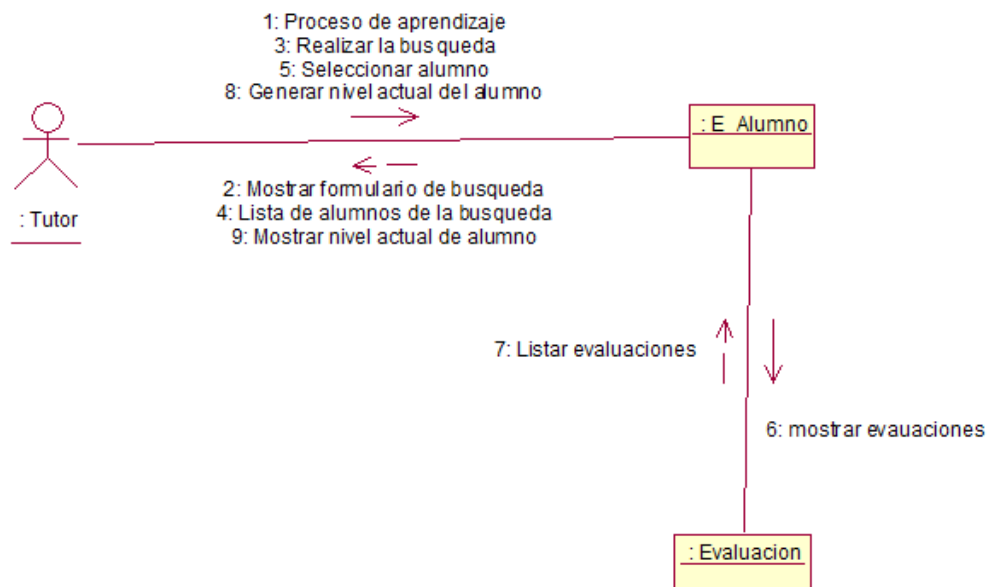 1: Proceso de aprendizaje
3: Realizar la busqueda
5: Seleccionar alumno
8: Generar nivel actual del alumno
: E_Alumno
2: Mostrar formulario de busqueda
4: Lista de alumnos de la busqueda
9: Mostrar nivel actual de alumno
: Tutor
7: Listar evaluaciones
6: mostrar evauaciones
: Evaluacion